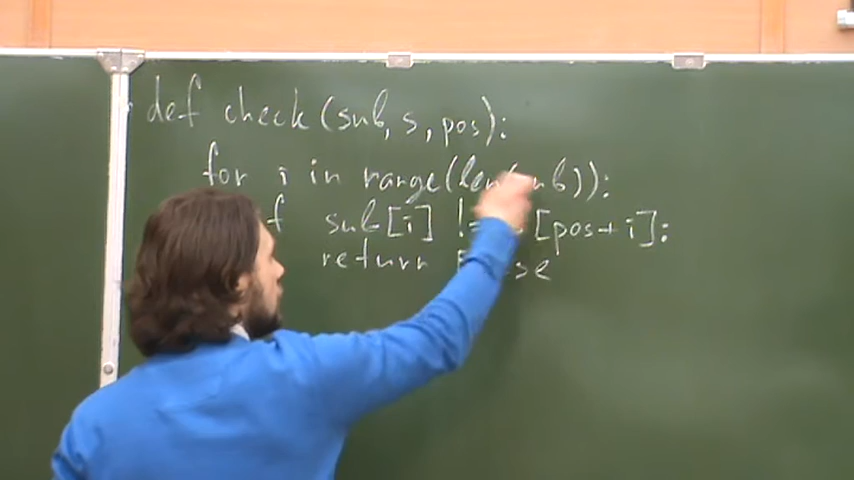 def check(sub, s, pos):
for i in range(len(sub)):
if sub[i] != s[pos+i]:
return False